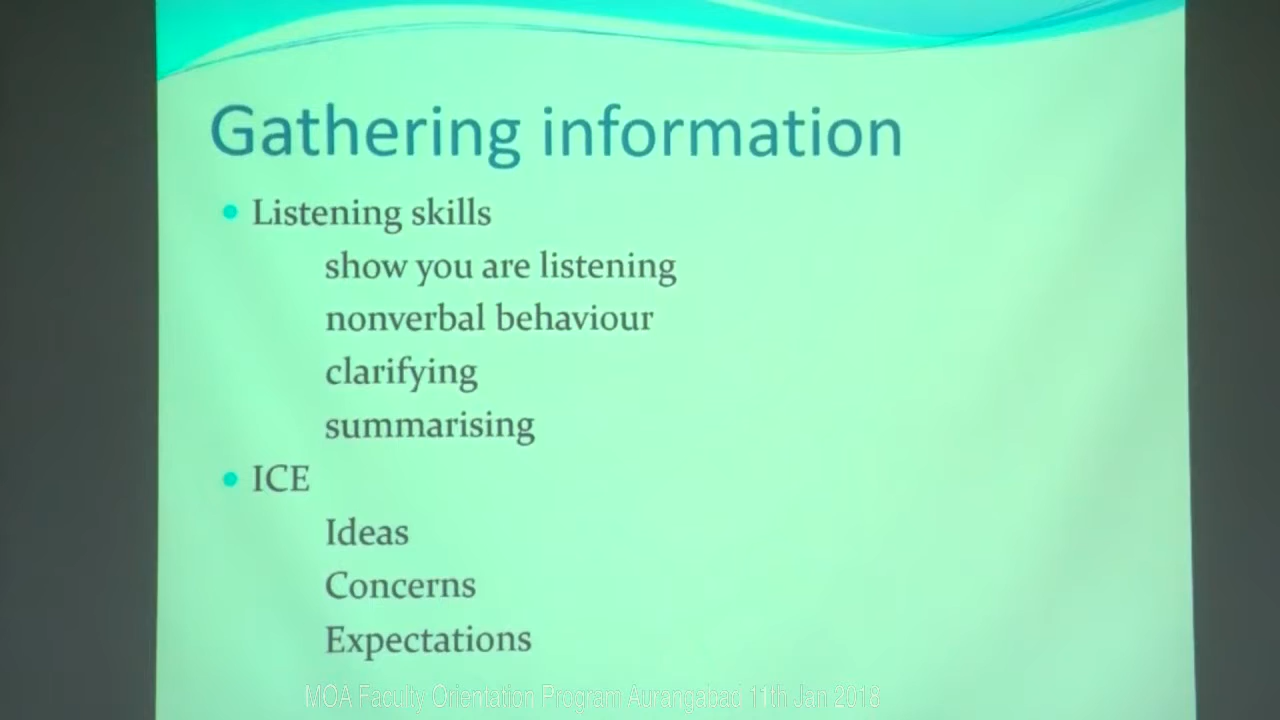 Gathering information
Listening skills
show you are listening
nonverbal behaviour
clarifying
summarising
ICE
Ideas
Concerns
Expectations
MOA Faculty Orientation Program Aurangabad 11th Jan 2018